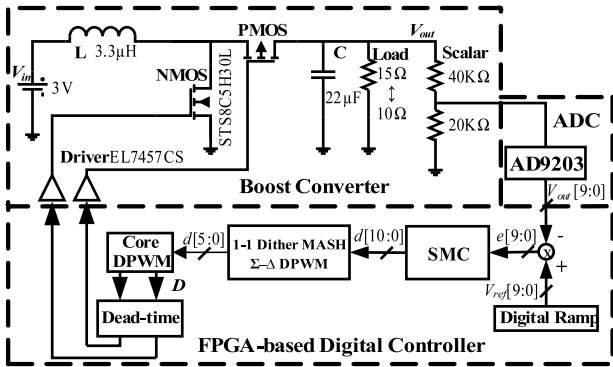 PMOS
V_out
L 3.3µH
C
Load
Scalar
V_in
NMOS
15Ω
40KΩ
3V
STS8C5H30L
22µF
↕
10Ω
20KΩ
ADC
Driver EL7457CS
AD9203
Boost Converter
V_out [9:0]
Core
DPWM
d[5:0]
1-1 Dither MASH
Σ–Δ DPWM
d[10:0]
SMC
e[9:0]
-
x
+
D
V_ref[9:0]
Dead-time
Digital Ramp
FPGA-based Digital Controller